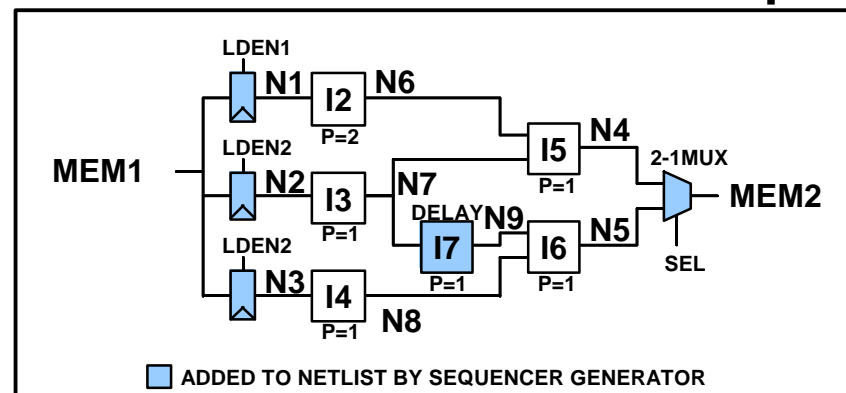 LDEN1
N1
I2
P=2
N6
I5
P=1
N4
2-1MUX
MEM1
LDEN2
N2
I3
P=1
N7
DELAY
I7
P=1
N9
I6
P=1
N5
SEL
MEM2
LDEN2
N3
I4
P=1
N8
ADDED TO NETLIST BY SEQUENCER GENERATOR